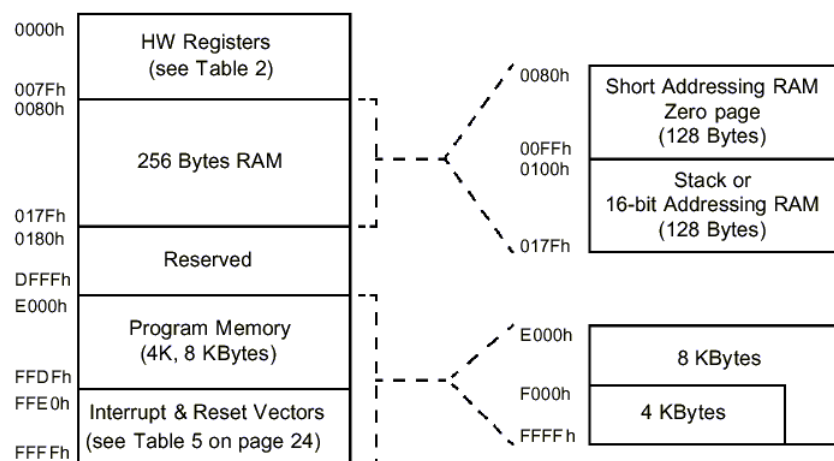 0000h
HW Registers
(see Table 2)
007Fh
0080h
256 Bytes RAM
017Fh
0180h
Reserved
DFFFh
E000h
Program Memory
(4K, 8 KBytes)
FFDFh
FFE0h
Interrupt & Reset Vectors
(see Table 5 on page 24)
FFFFh
0080h
Short Addressing RAM
Zero page
(128 Bytes)
00FFh
0100h
Stack or
16-bit Addressing RAM
(128 Bytes)
017Fh
E000h
8 KBytes
F000h
4 KBytes
FFFFh